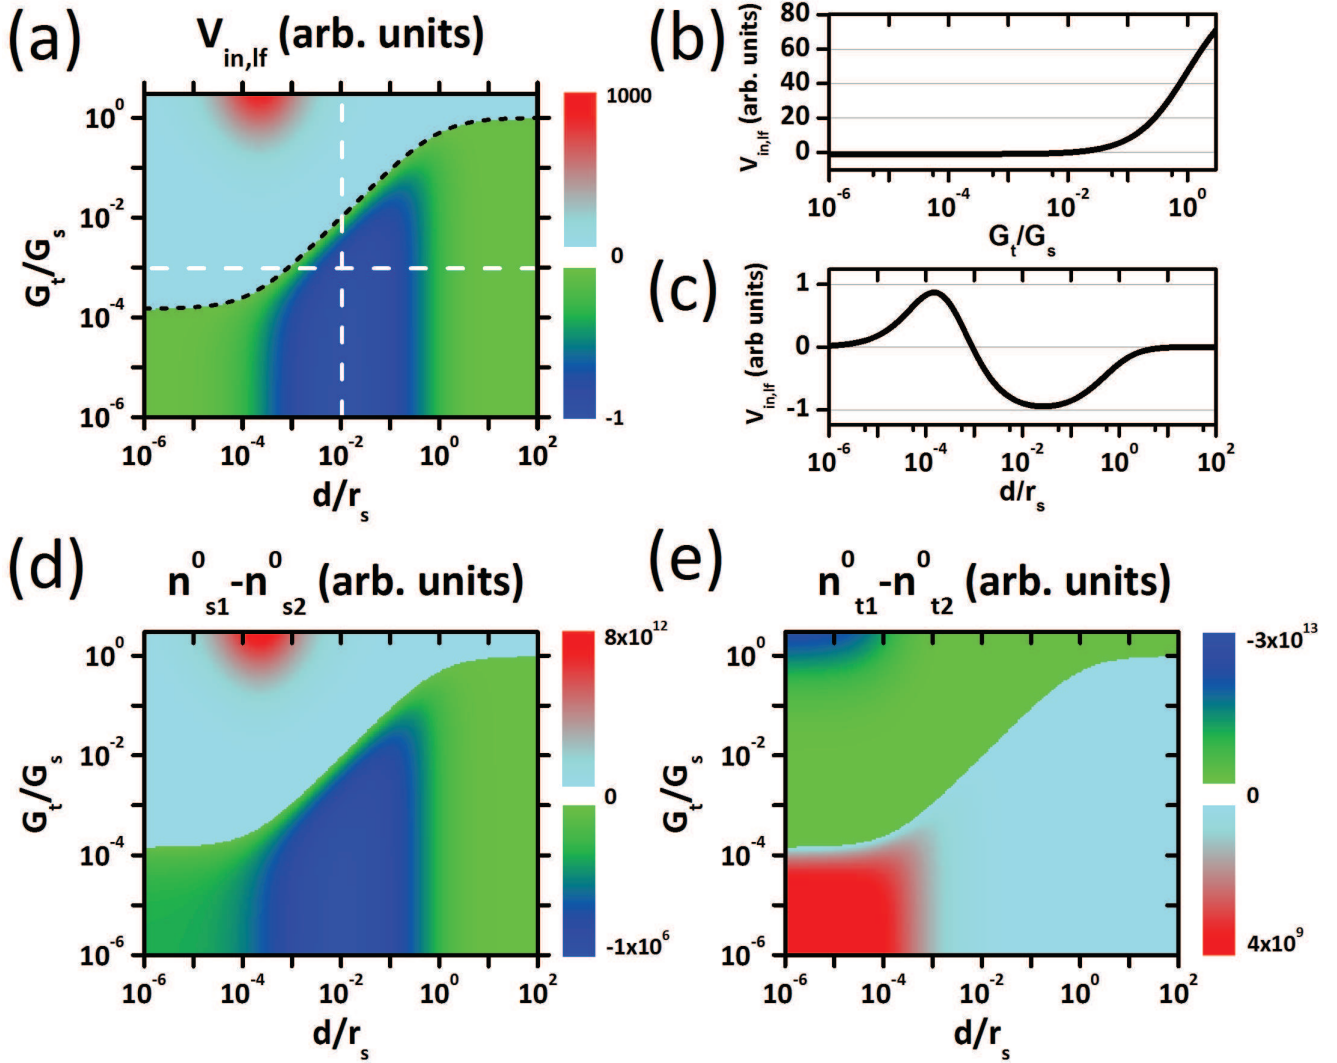 (a) V_in,lf (arb. units)
1000
0
-1
10^0
10^-2
10^-4
10^-6
G_t/G_s
10^-6 10^-4 10^-2 10^0 10^2
d/r_s
(b)
V_in,lf (arb. units)
80
60
40
20
0
10^-6 10^-4 10^-2 10^0
G_t/G_s
(c)
V_in,lf (arb units)
1
0
-1
10^-6 10^-4 10^-2 10^0 10^2
d/r_s
(d) n^0_s1 -n^0_s2 (arb. units)
8x10^12
0
-1x10^6
10^0
10^-2
10^-4
10^-6
G_t/G_s
10^-6 10^-4 10^-2 10^0 10^2
d/r_s
(e) n^0_t1-n^0_t2 (arb. units)
-3x10^13
0
4x10^9
10^0
10^-2
10^-4
10^-6
G_t/G_s
10^-6 10^-4 10^-2 10^0 10^2
d/r_s